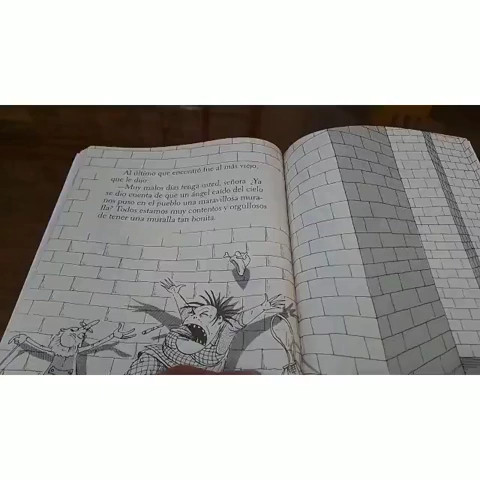 Al último que encontró fue al más viejo,
que le dijo:
—Muy malos días tenga usted, señora ¿Ya
se dio cuenta de que un ángel caído del cielo
nos puso en el pueblo una maravillosa mura-
lla? Todos estamos muy contentos y orgullosos
de tener una muralla tan bonita.